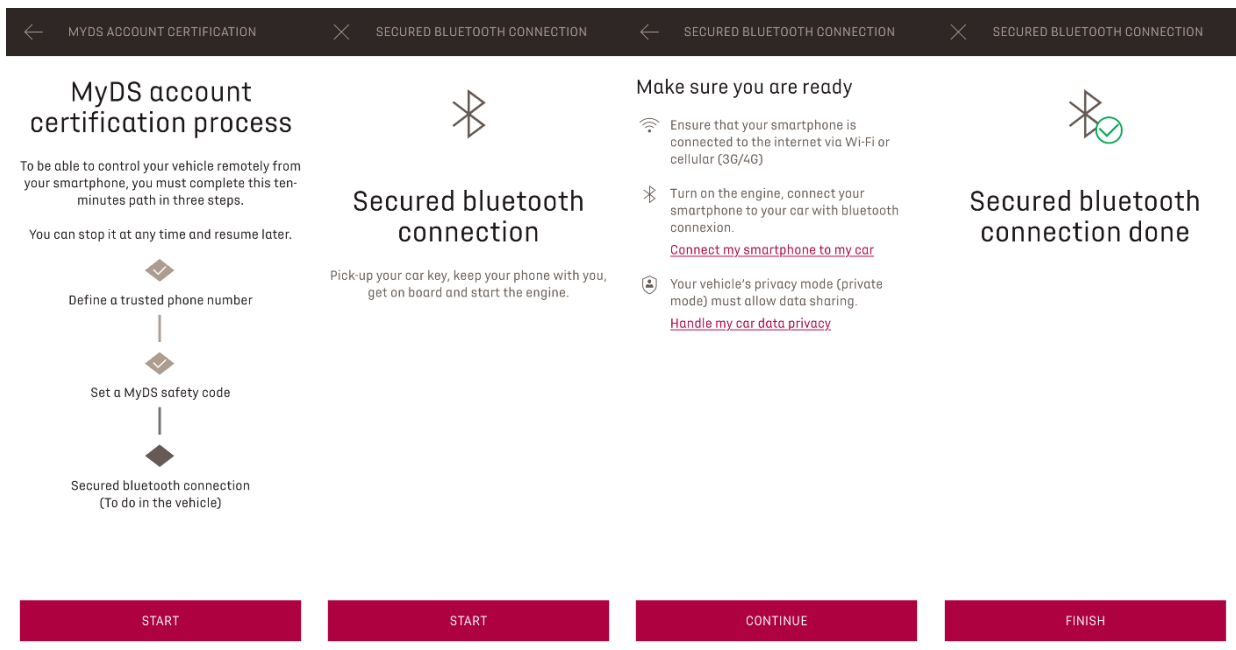 MYDS ACCOUNT CERTIFICATION
MyDS account
certification process
To be able to control your vehicle remotely from
your smartphone, you must complete this ten-
minutes path in three steps.
You can stop it at any time and resume later.
Define a trusted phone number
Set a MyDS safety code
Secured bluetooth connection
(To do in the vehicle)
START
SECURED BLUETOOTH CONNECTION
Secured bluetooth
connection
Pick-up your car key, keep your phone with you,
get on board and start the engine.
START
SECURED BLUETOOTH CONNECTION
Make sure you are ready
Ensure that your smartphone is
connected to the internet via Wi-Fi or
cellular (3G/4G)
Turn on the engine, connect your
smartphone to your car with bluetooth
connexion.
Connect my smartphone to my car
Your vehicle's privacy mode (private
mode) must allow data sharing.
Handle my car data privacy
CONTINUE
SECURED BLUETOOTH CONNECTION
Secured bluetooth
connection done
FINISH